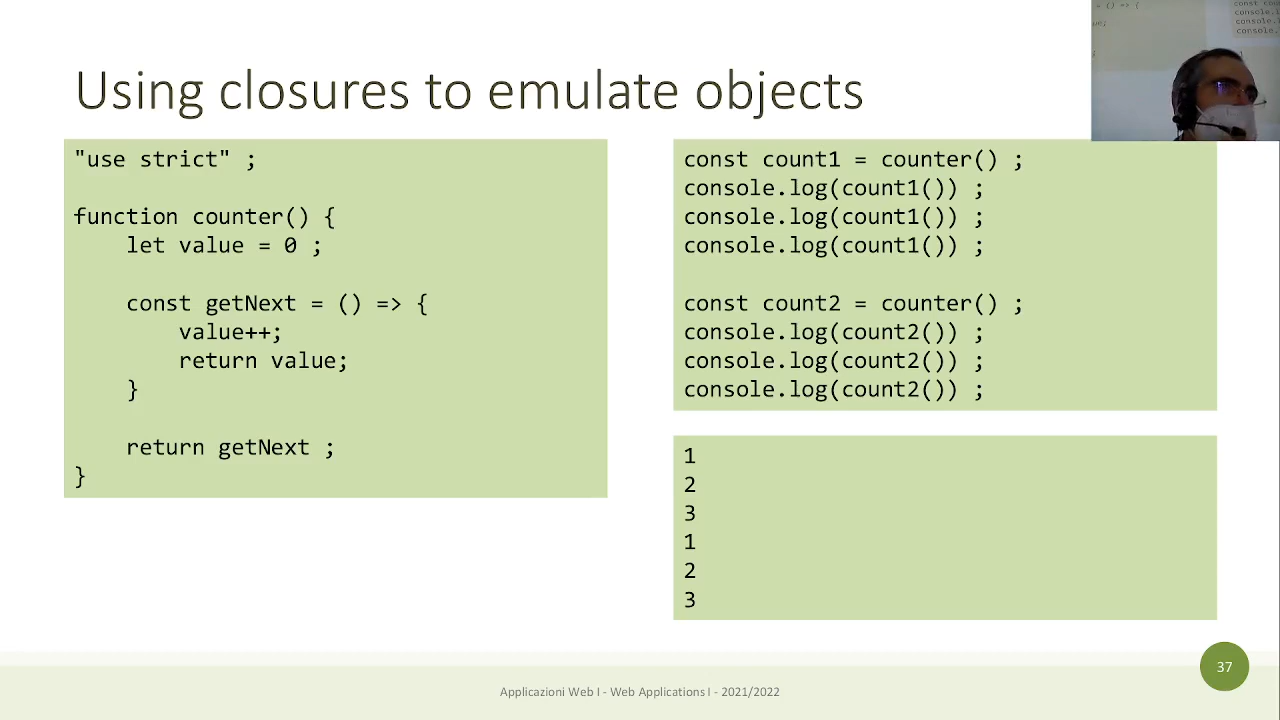 Using closures to emulate objects
"use strict" ;
function counter() {
let value = 0 ;
const getNext = () => {
value++;
return value;
}
return getNext ;
}
const count1 = counter() ;
console.log(count1()) ;
console.log(count1()) ;
console.log(count1()) ;
const count2 = counter() ;
console.log(count2()) ;
console.log(count2()) ;
console.log(count2()) ;
1
2
3
1
2
3
37
Applicazioni Web I - Web Applications I - 2021/2022